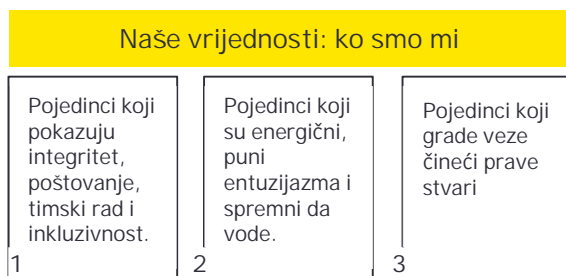 Naše vrijednosti: ko smo mi
Pojedinci koji
pokazuju
integritet,
poštovanje,
timski rad i
inkluzivnost.
1
Pojedinci koji
su energični,
puni
entuzijazma i
spremni da
vode.
2
Pojedinci koji
grade veze
čineći prave
stvari
3